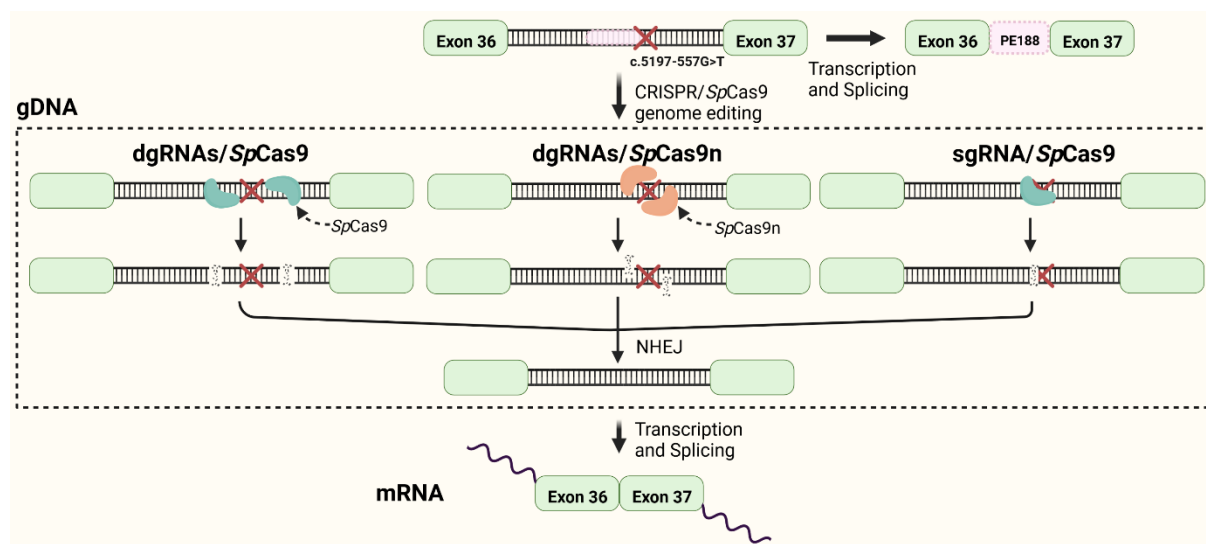 Exon 36
Exon 37
c.5197-557G>T
Transcription
and Splicing
Exon 36
PE188
Exon 37
CRISPR/SpCas9
genome editing
gDNA
dgRNAs/SpCas9
dgRNAs/SpCas9n
sgRNA/SpCas9
SpCas9
SpCas9n
NHEJ
Transcription
and Splicing
mRNA
Exon 36
Exon 37